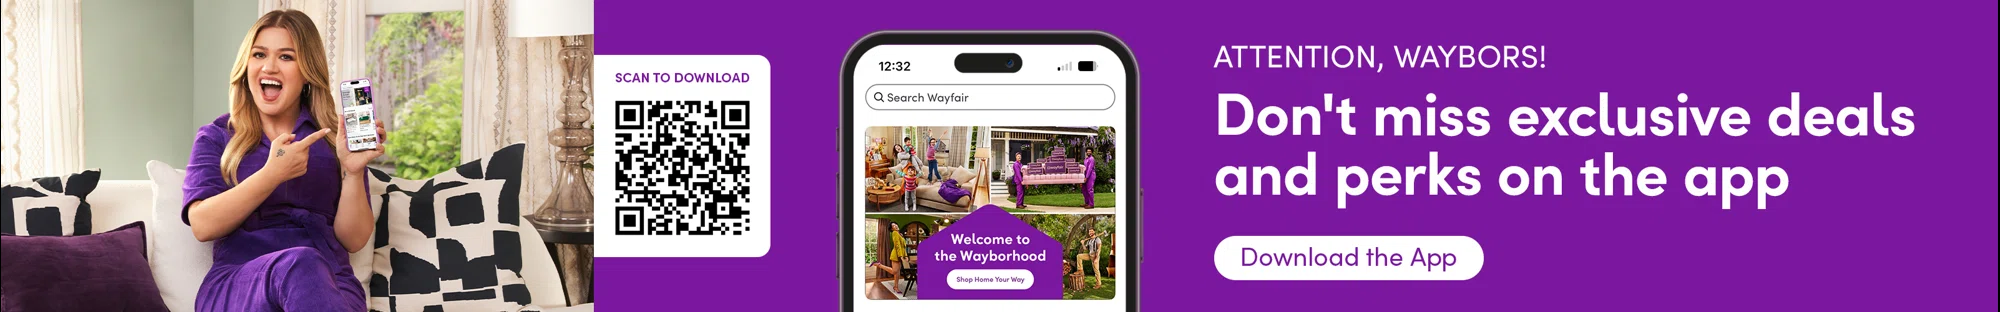 SCAN TO DOWNLOAD
12:32
Search Wayfair
Welcome to
the Wayborhood
Shop Home Your Way
ATTENTION, WAYBORS!
Don't miss exclusive deals
and perks on the app
Download the App